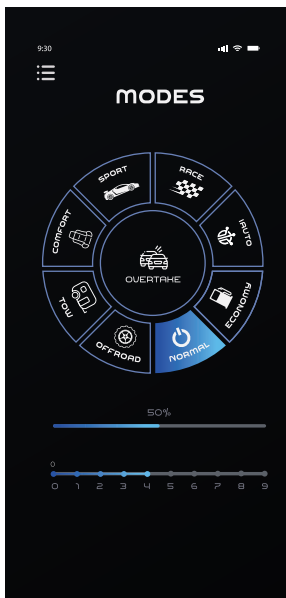 9:30
MODES
SPORT
RACE
COMFORT
IAUTO
OVERTAKE
TOW
ECONOMY
OFFROAD
NORMAL
50%
0
0 1 2 3 4 5 6 7 8 9